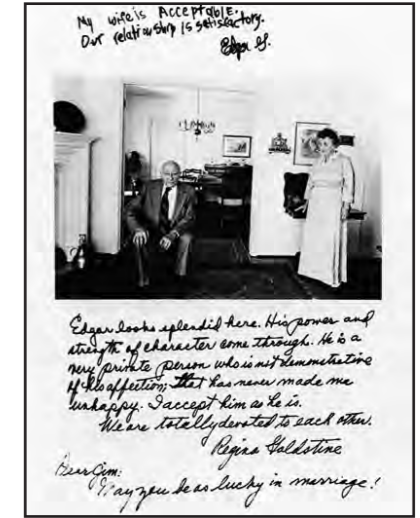 My wife is Acceptable.
Our relationship is satisfactory.
Edgar G.
Edgar looks splendid here. His power and
strength of character come through. He is a
very private person who is not demonstrative
of his affection; that has never made me
unhappy. I accept him as he is.
We are totally devoted to each other.
Regina Goldstine
Dear Jim:
May you be as lucky in marriage!